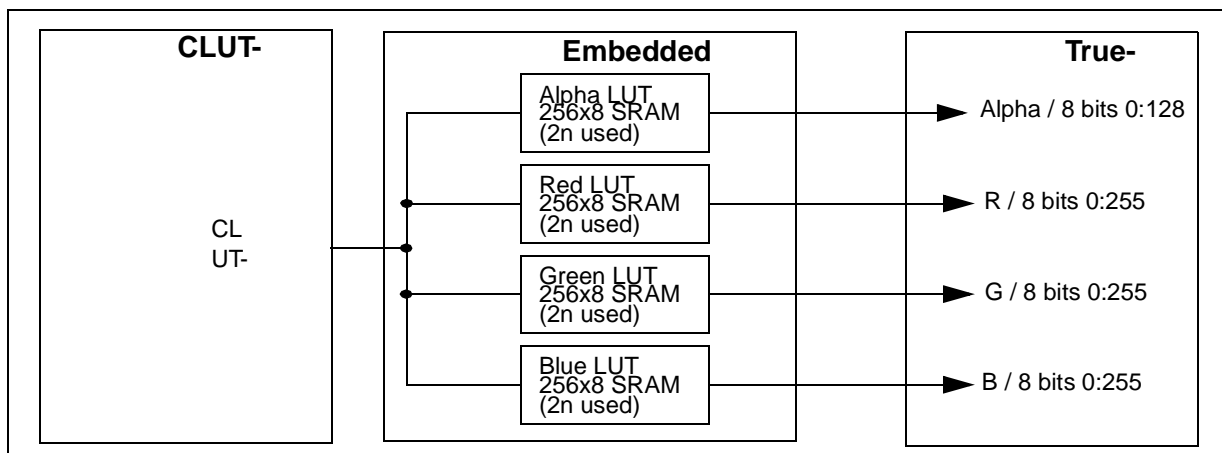 CLUT-
CL
UT-
Embedded
Alpha LUT
256x8 SRAM
(2n used)
Red LUT
256x8 SRAM
(2n used)
Green LUT
256x8 SRAM
(2n used)
Blue LUT
256x8 SRAM
(2n used)
True-
Alpha / 8 bits 0:128
R / 8 bits 0:255
G / 8 bits 0:255
B / 8 bits 0:255